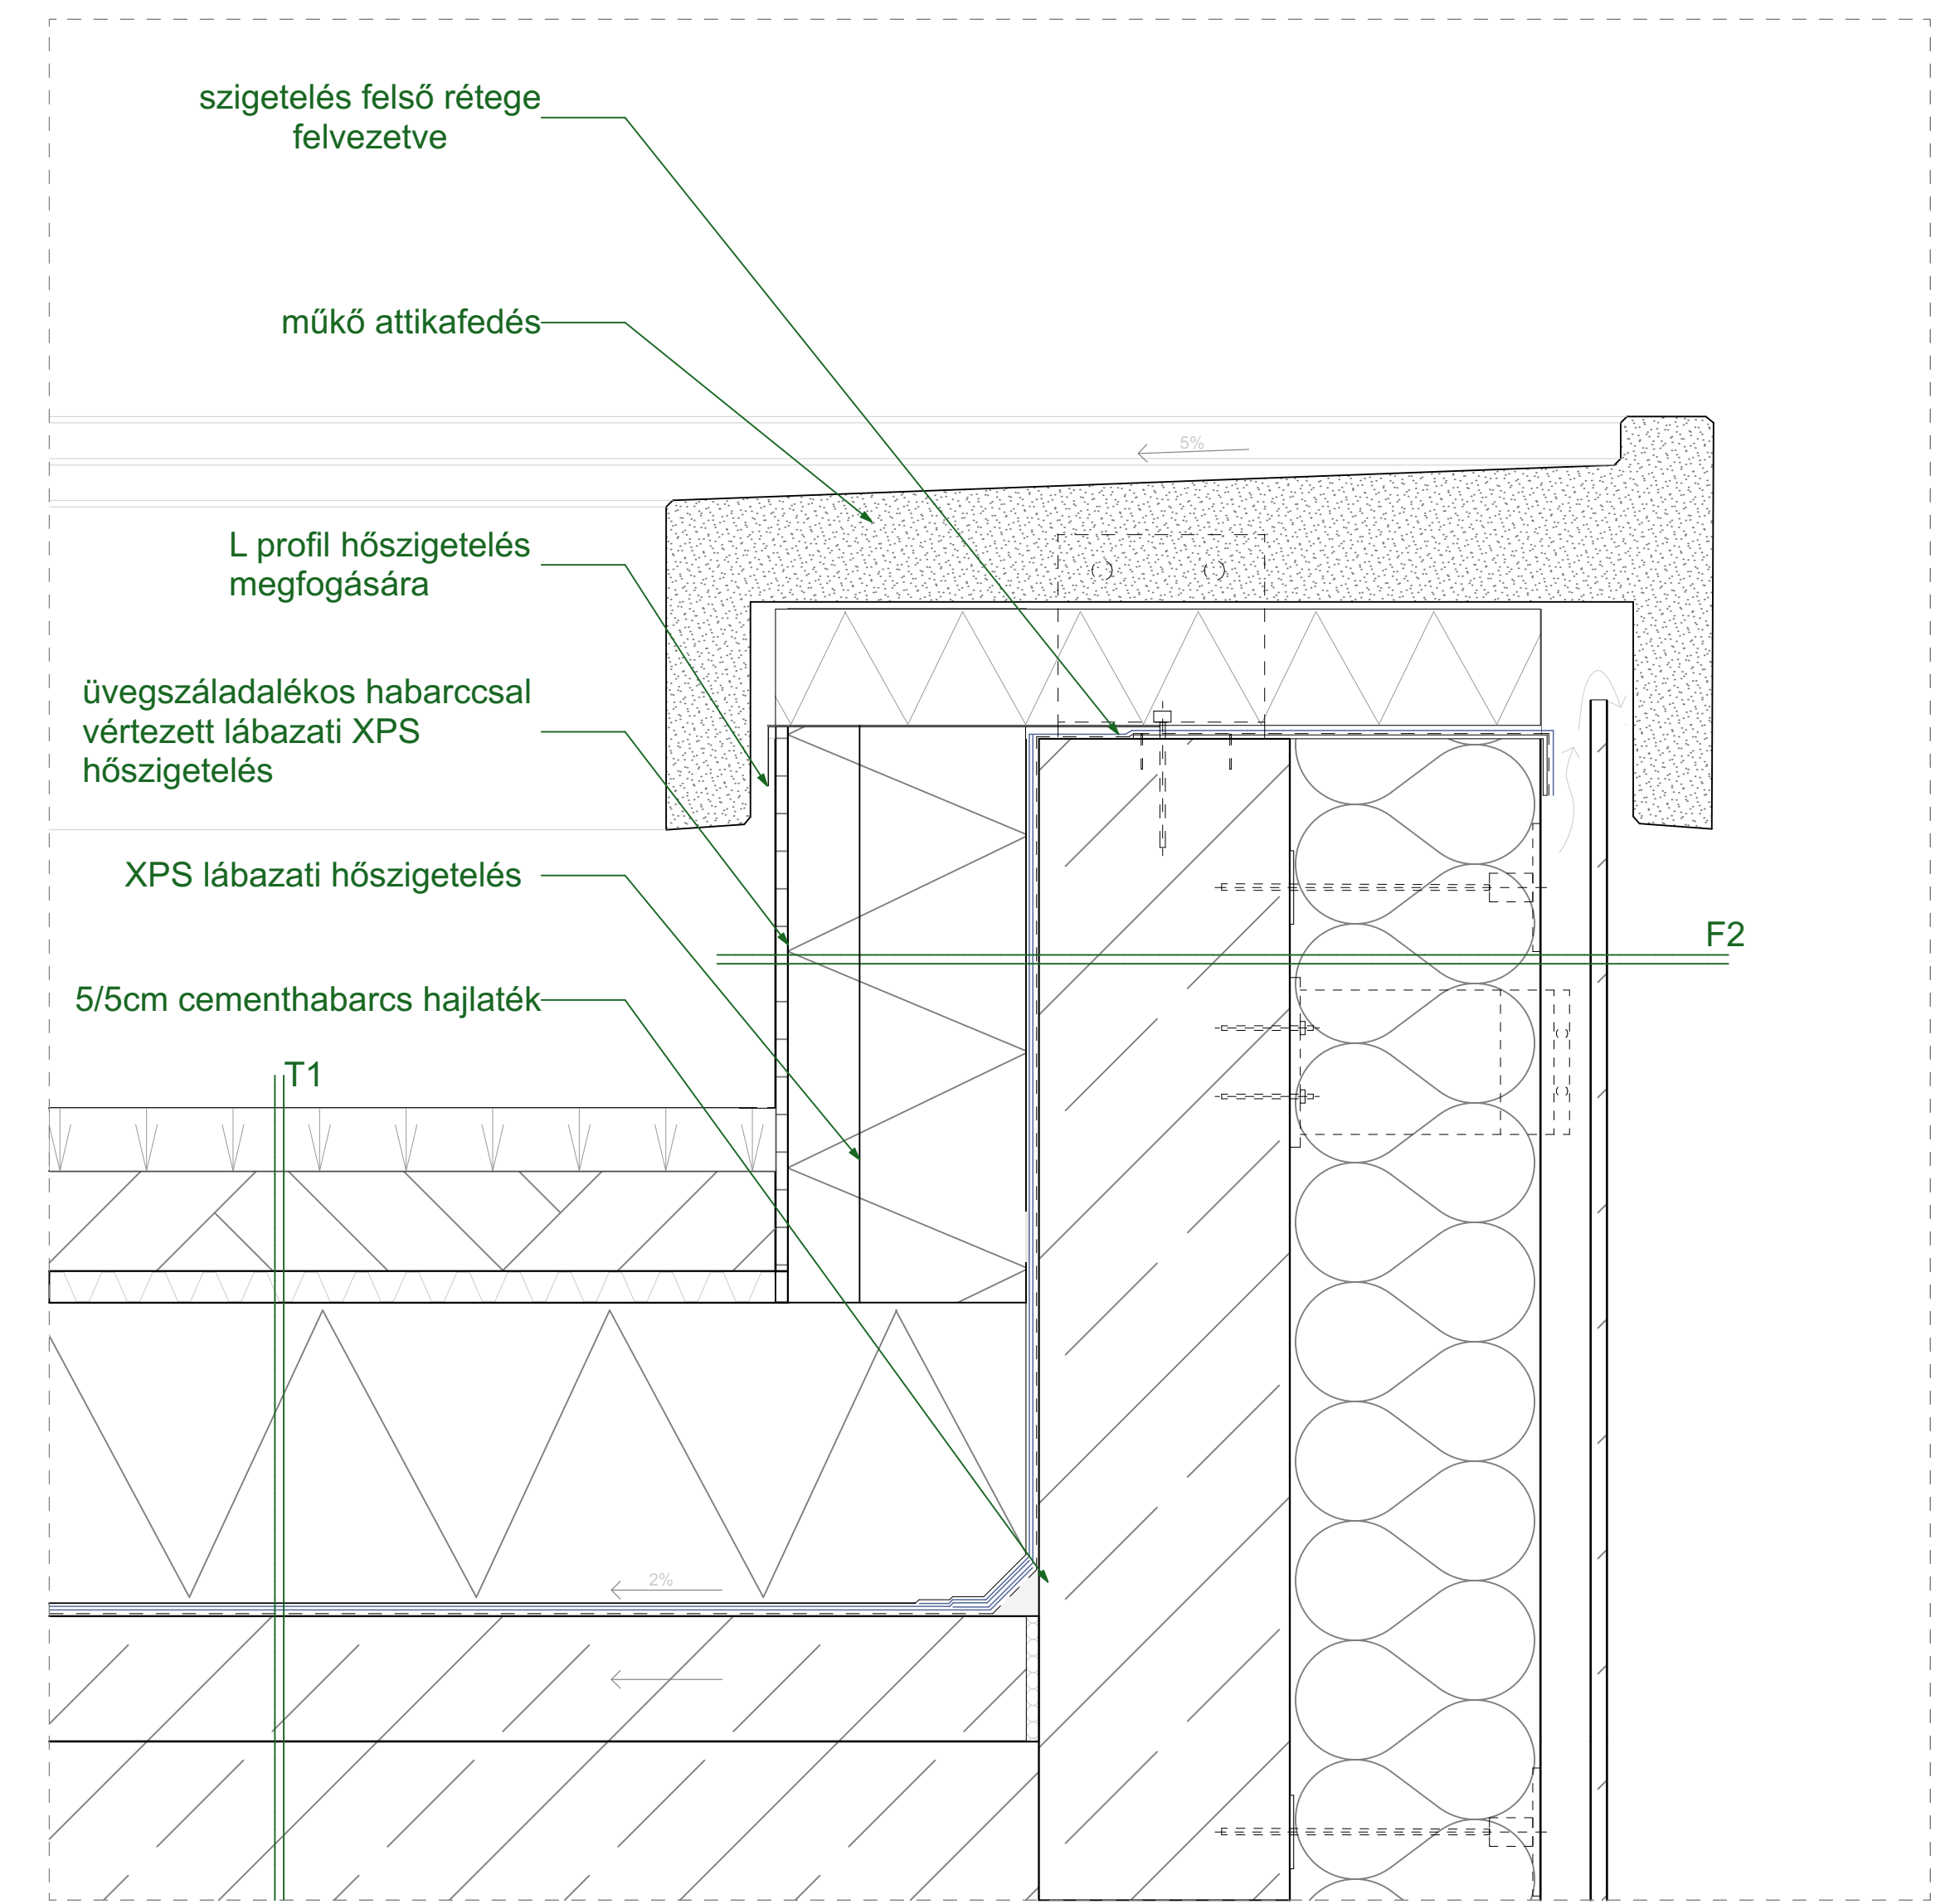 szigetelés felső rétege
felvezetve
műkő attikafedés
5%
L profil hőszigetelés
megfogására
üvegszáladalékos habarccsal
vértezett lábazati XPS
hőszigetelés
XPS lábazati hőszigetelés
F2
5/5cm cementhabarcs hajlaték
T1
2%